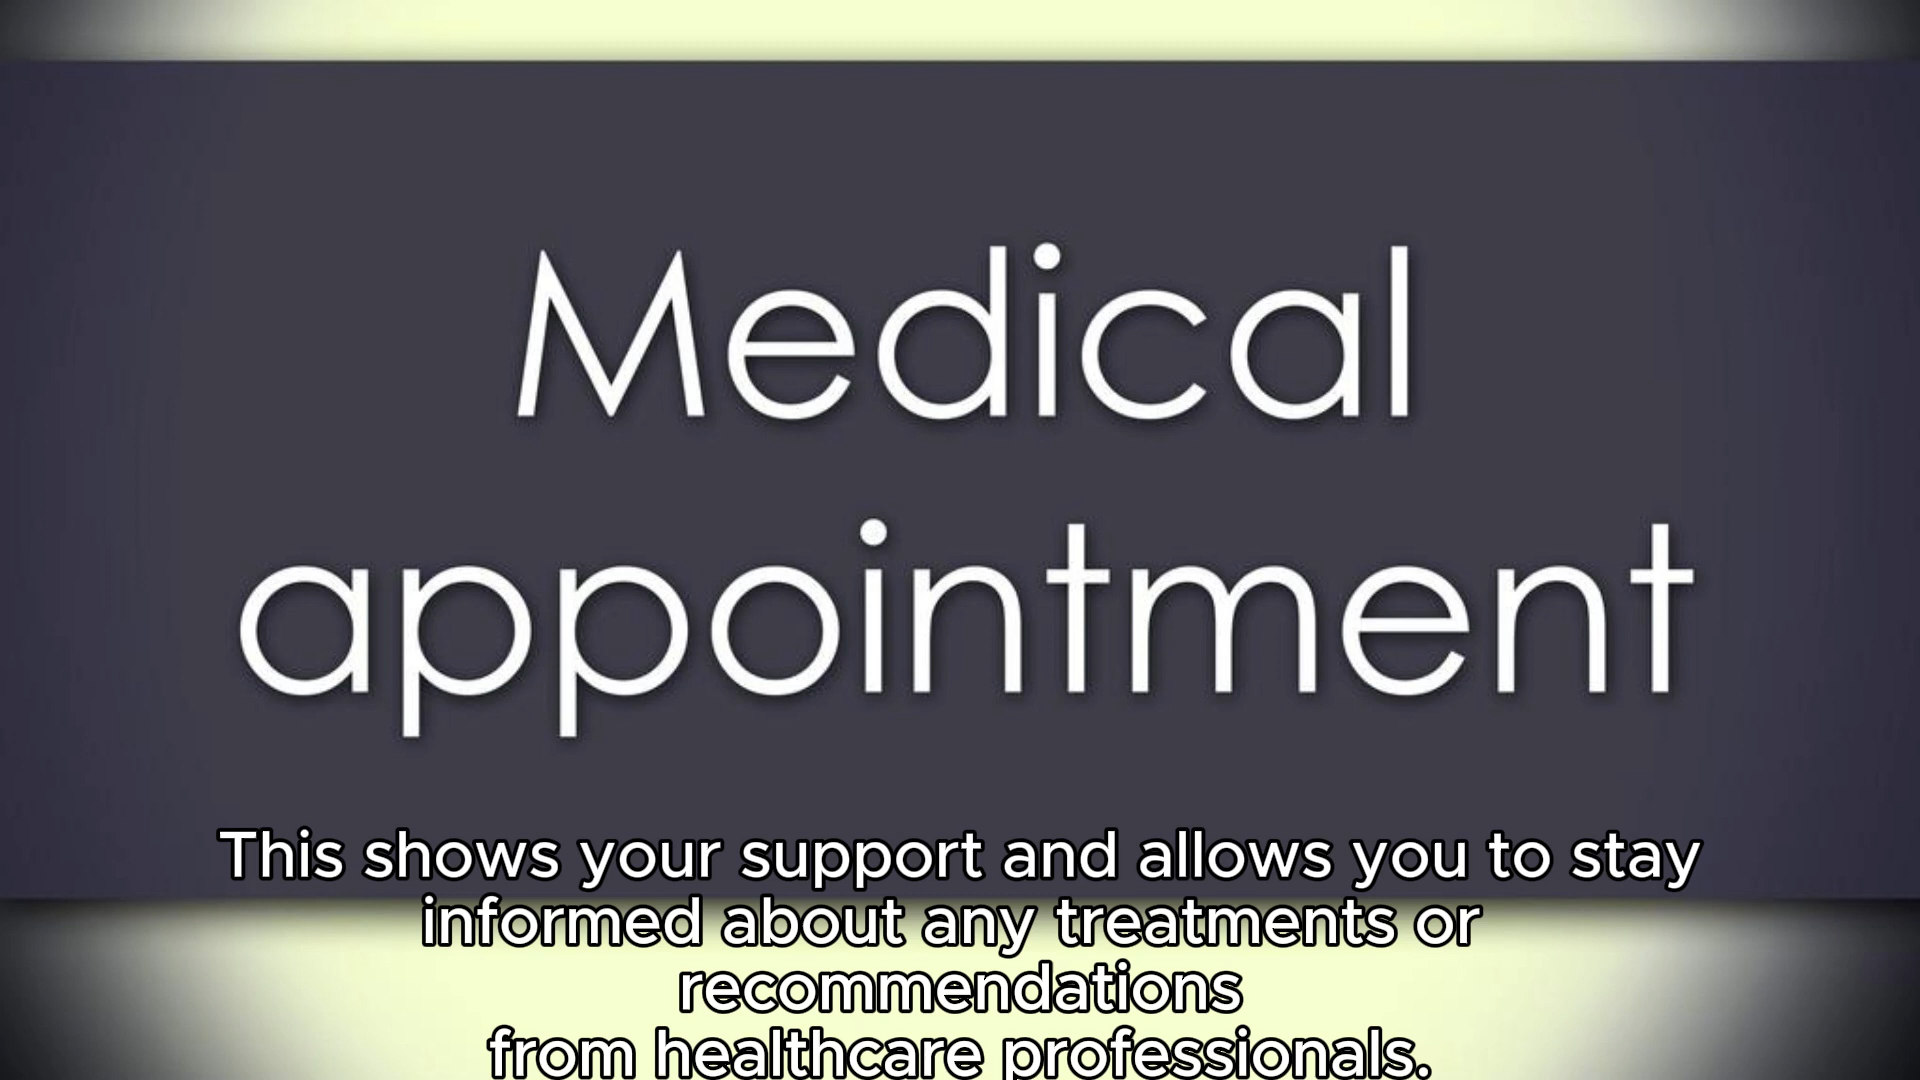 Medical
appointment
This shows your support and allows you to stay
informed about any treatments or
recommendations
from healthcare professionals.